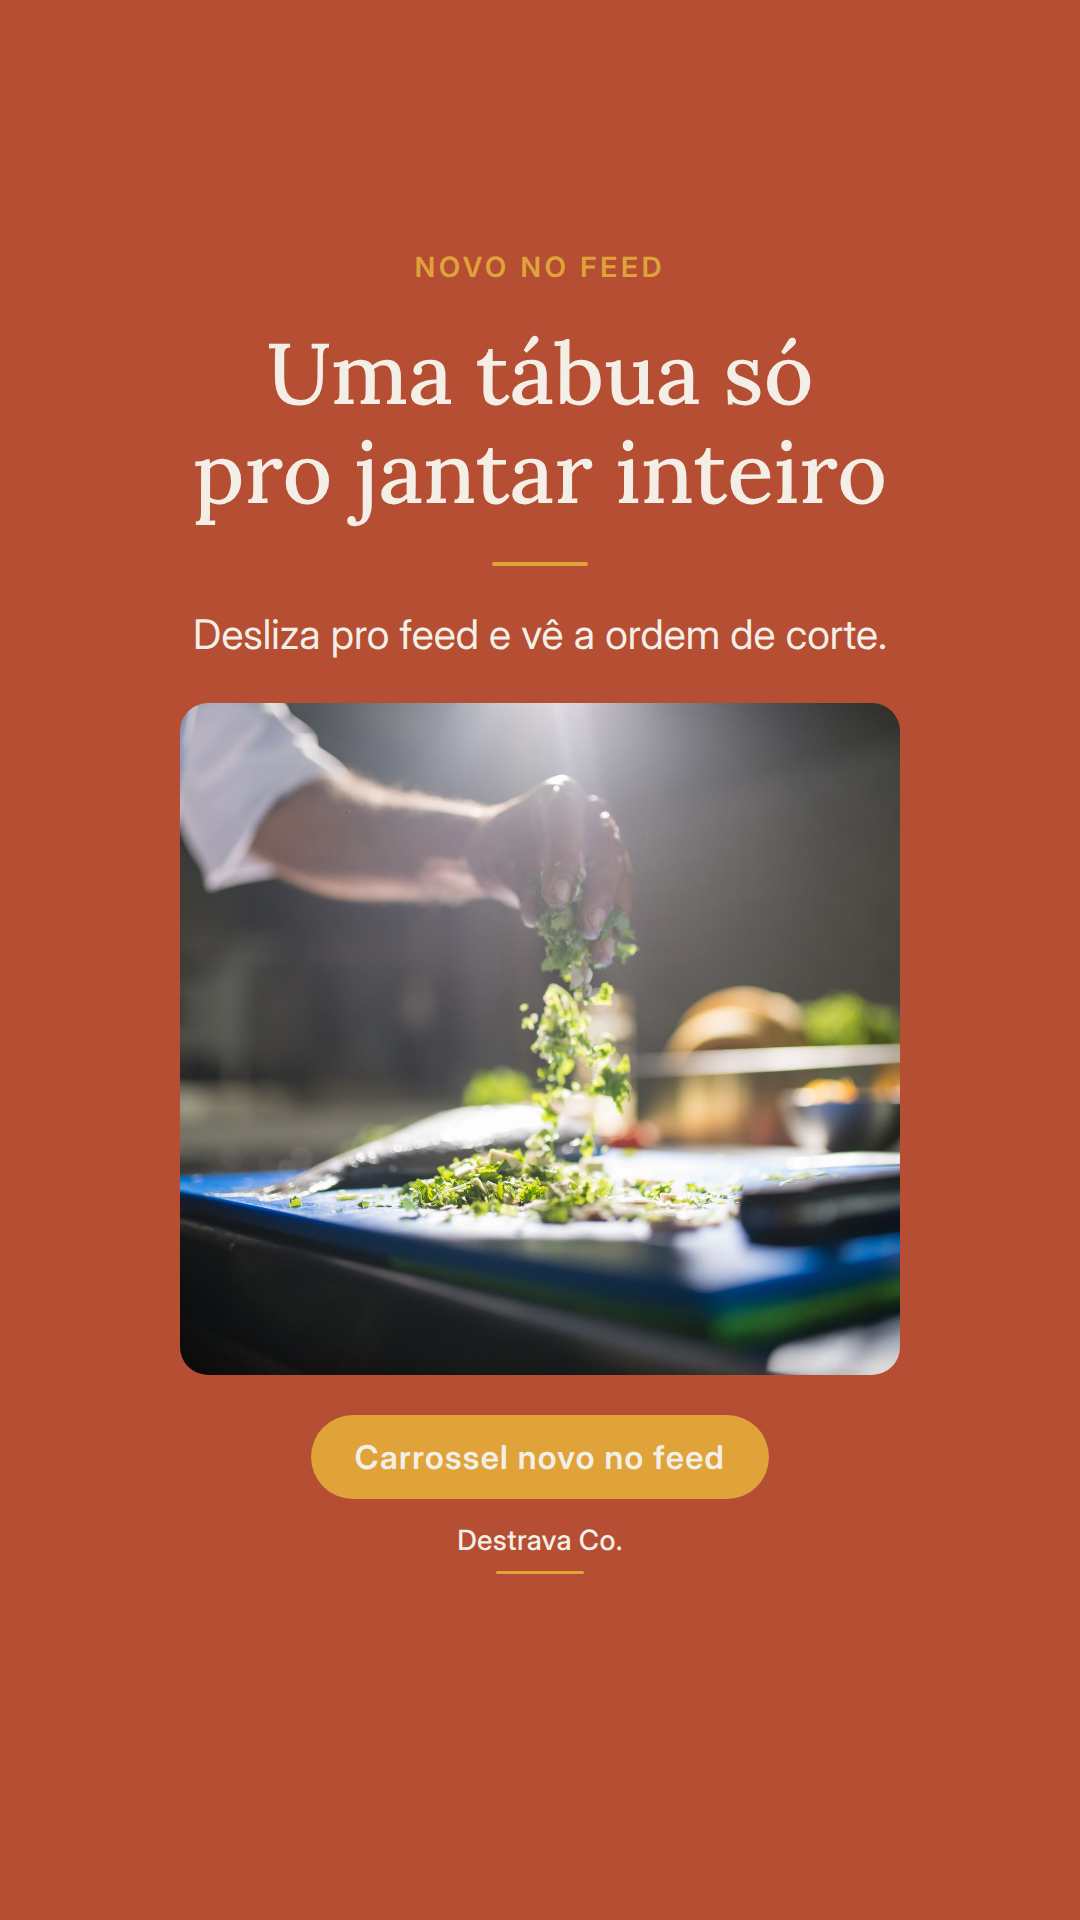 NOVO NO FEED
Uma tábua só
pro jantar inteiro
Desliza pro feed e vê a ordem de corte.
Carrossel novo no feed
Destrava Co.